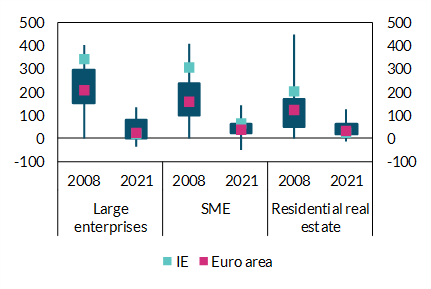 500 500
400 400
300 300
200 200
100 100
0 0
-100 -100
2008 2021 2008 2021 2008 2021
Large SME Residential real
enterprises estate
IE Euro area